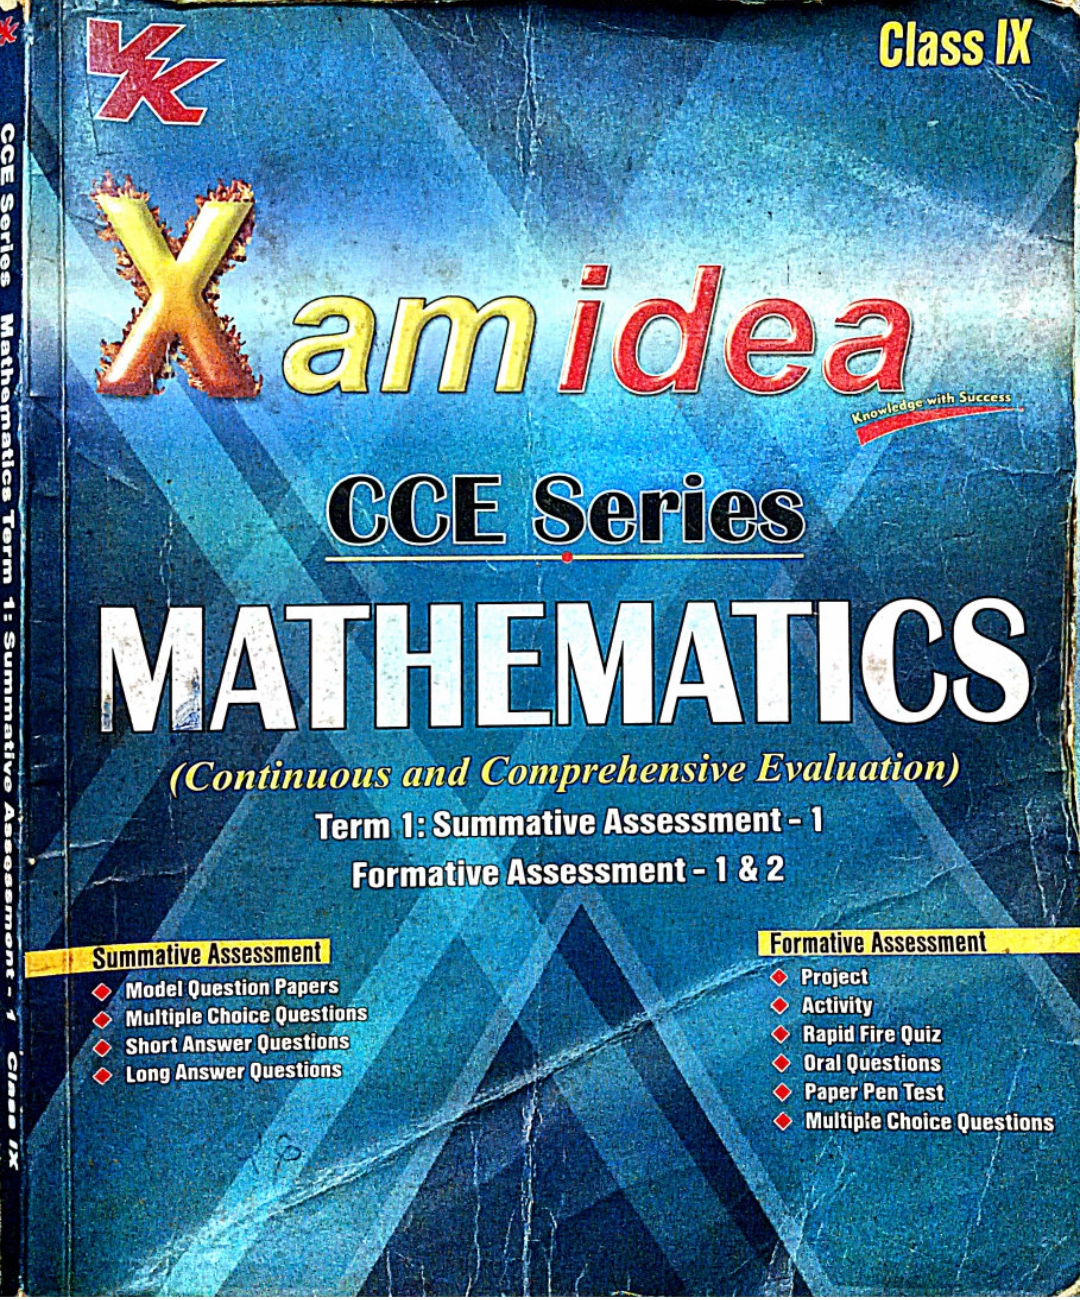 VK
Class IX
Xam idea
Knowledge with Success
CCE Series
MATHEMATICS
(Continuous and Comprehensive Evaluation)
Term 1: Summative Assessment - 1
Formative Assessment - 1 & 2
Summative Assessment
Model Question Papers
Multiple Choice Questions
Short Answer Questions
Long Answer Questions
Formative Assessment
Project
Activity
Rapid Fire Quiz
Oral Questions
Paper Pen Test
Multiple Choice Questions
CCE Series Mathematics Term 1: Summative Assessment - 1 Class IX